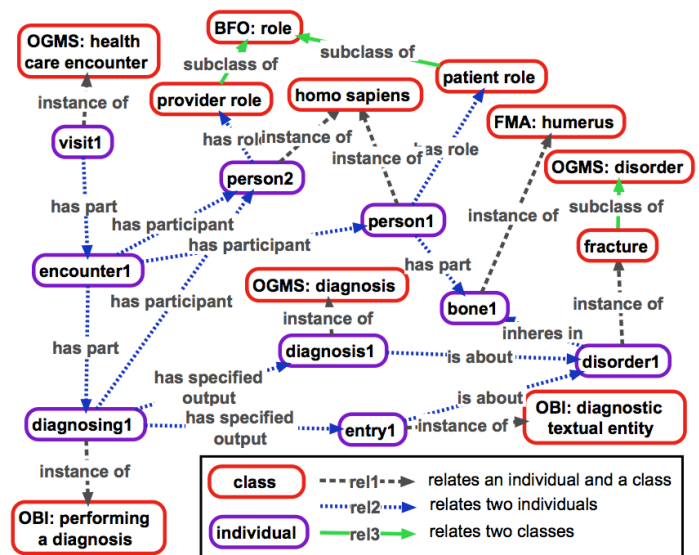 BFO: role
OGMS: health
care encounter
subclass of
subclass of
patient role
provider role
homo sapiens
instance of
FMA: humerus
visit1
has role
instance of
has role
instance of
OGMS: disorder
person2
has part
person1
instance of
subclass of
has participant
has participant
fracture
encounter1
has part
OGMS: diagnosis
has participant
bone1
instance of
instance of
inheres in
has part
diagnosis1
is about
disorder1
has specified
output
is about
has specified
output
diagnosing1
entry1
instance of
OBI: diagnostic
textual entity
instance of
class
rel1
relates an individual and a class
rel2
relates two individuals
OBI: performing
a diagnosis
individual
rel3
relates two classes